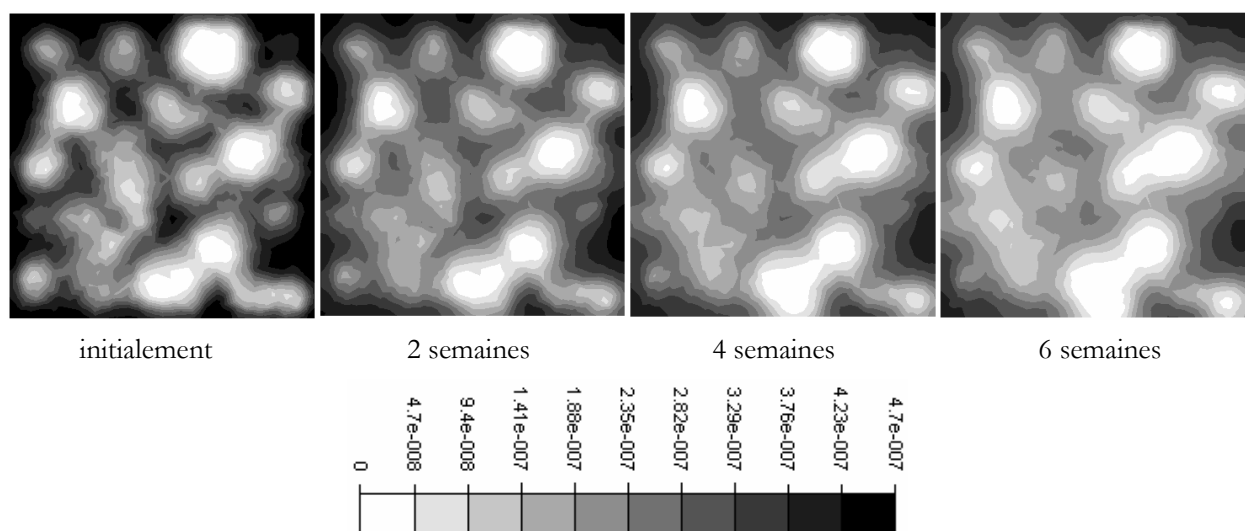 initialement
2 semaines
4 semaines
6 semaines
0
4.7e-008
9.4e-008
1.41e-007
1.88e-007
2.35e-007
2.82e-007
3.29e-007
3.76e-007
4.23e-007
4.7e-007